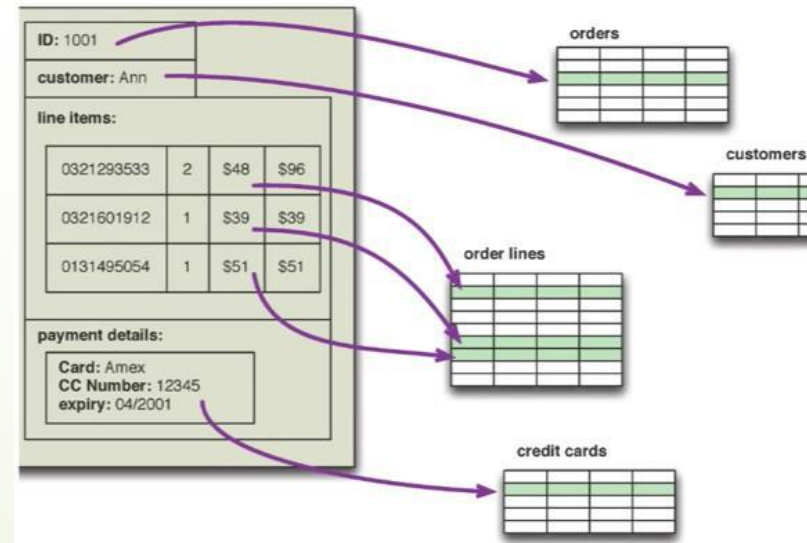 ID: 1001
customer: Ann
line items:
0321293533 2 $48 $96
0321601912 1 $39 $39
0131495054 1 $51 $51
payment details:
Card: Amex
CC Number: 12345
expiry: 04/2001
orders
customers
order lines
credit cards